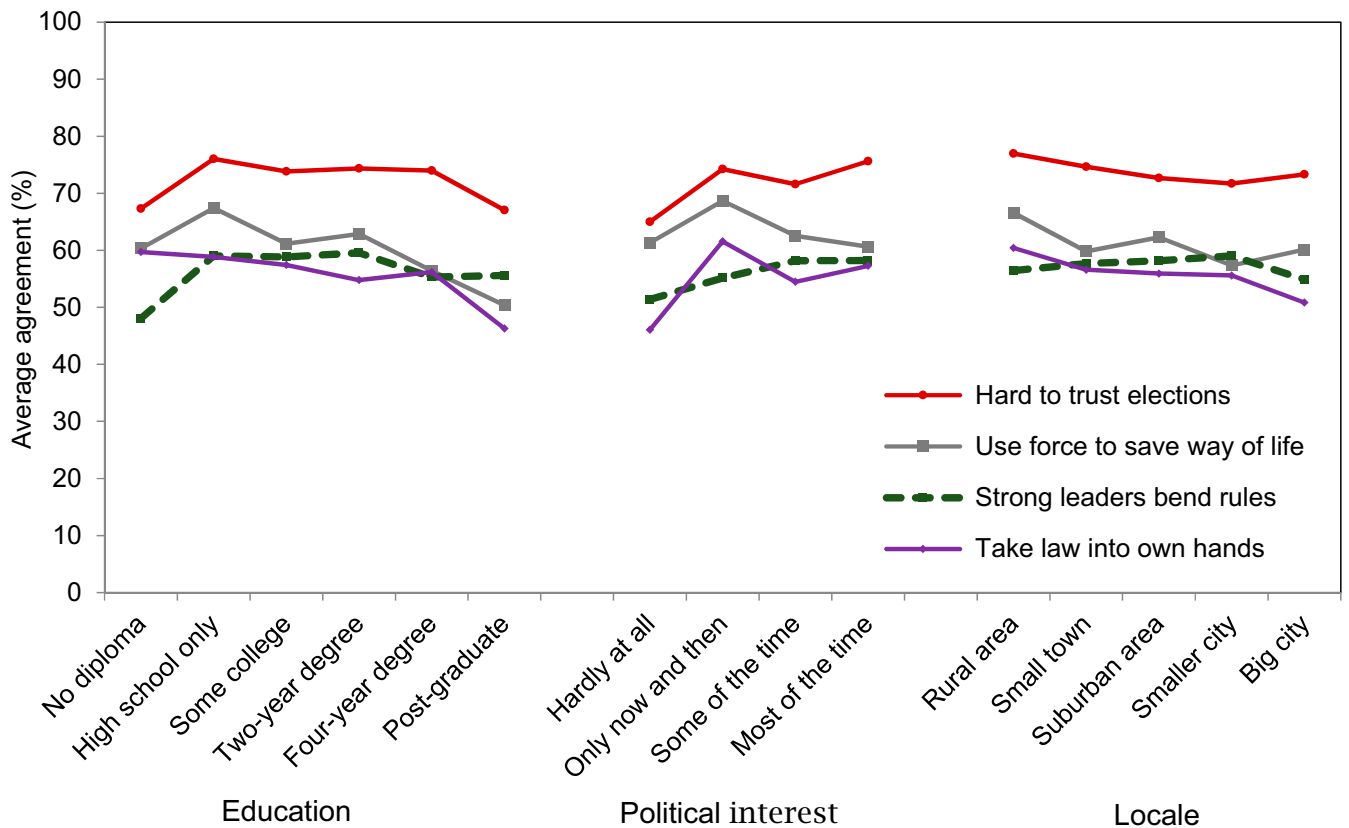 Average agreement (%)
100
90
80
70
60
50
40
30
20
10
0
Hard to trust elections
Use force to save way of life
Strong leaders bend rules
Take law into own hands
No diploma
High school only
Some college
Two-year degree
Four-year degree
Post-graduate
Hardly at all
Only now and then
Some of the time
Most of the time
Rural area
Small town
Suburban area
Smaller city
Big city
Education
Political interest
Locale